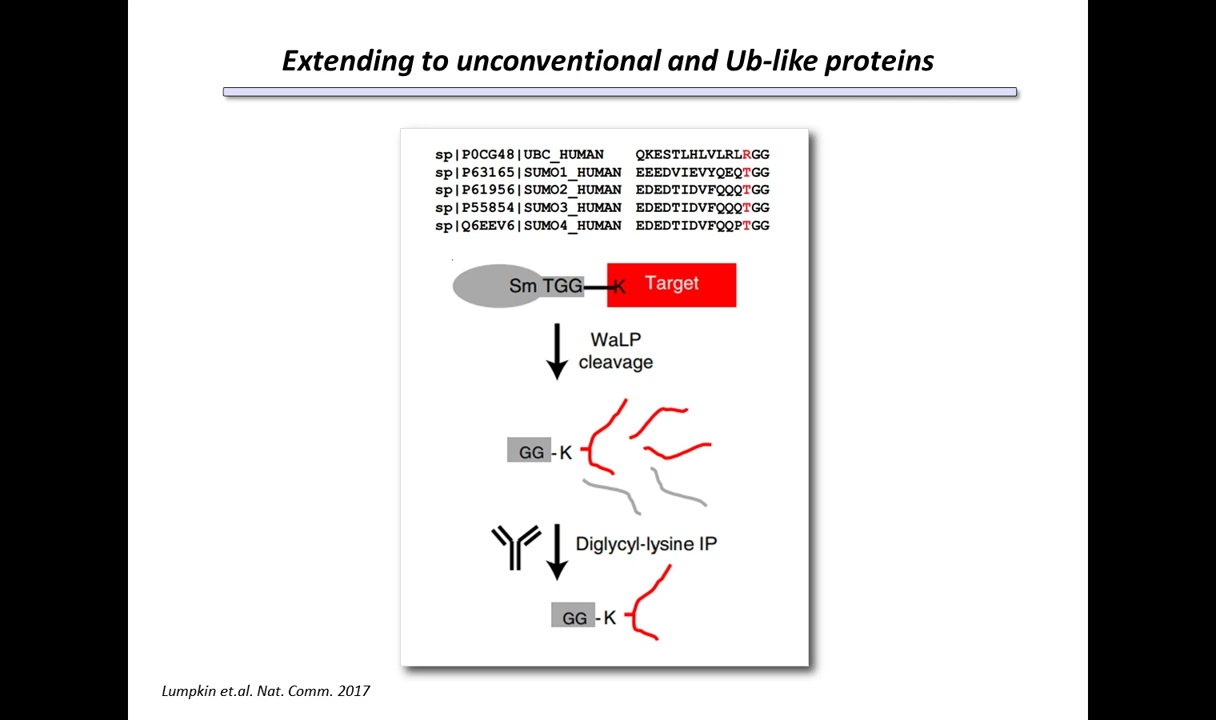 Extending to unconventional and Ub-like proteins
sp|P0CG48|UBC_HUMAN QKESTLHLVLRLRGG
sp|P63165|SUMO1_HUMAN EEEDVIEVYQEQTGG
sp|P61956|SUMO2_HUMAN EDEDTIDVFQQQTGG
sp|P55854|SUMO3_HUMAN EDEDTIDVFQQQTGG
sp|Q6EEV6|SUMO4_HUMAN EDEDTIDVFQQPTGG
Sm TGG K Target
WaLP
cleavage
GG -K
Diglycyl-lysine IP
GG -K
Lumpkin et.al. Nat. Comm. 2017